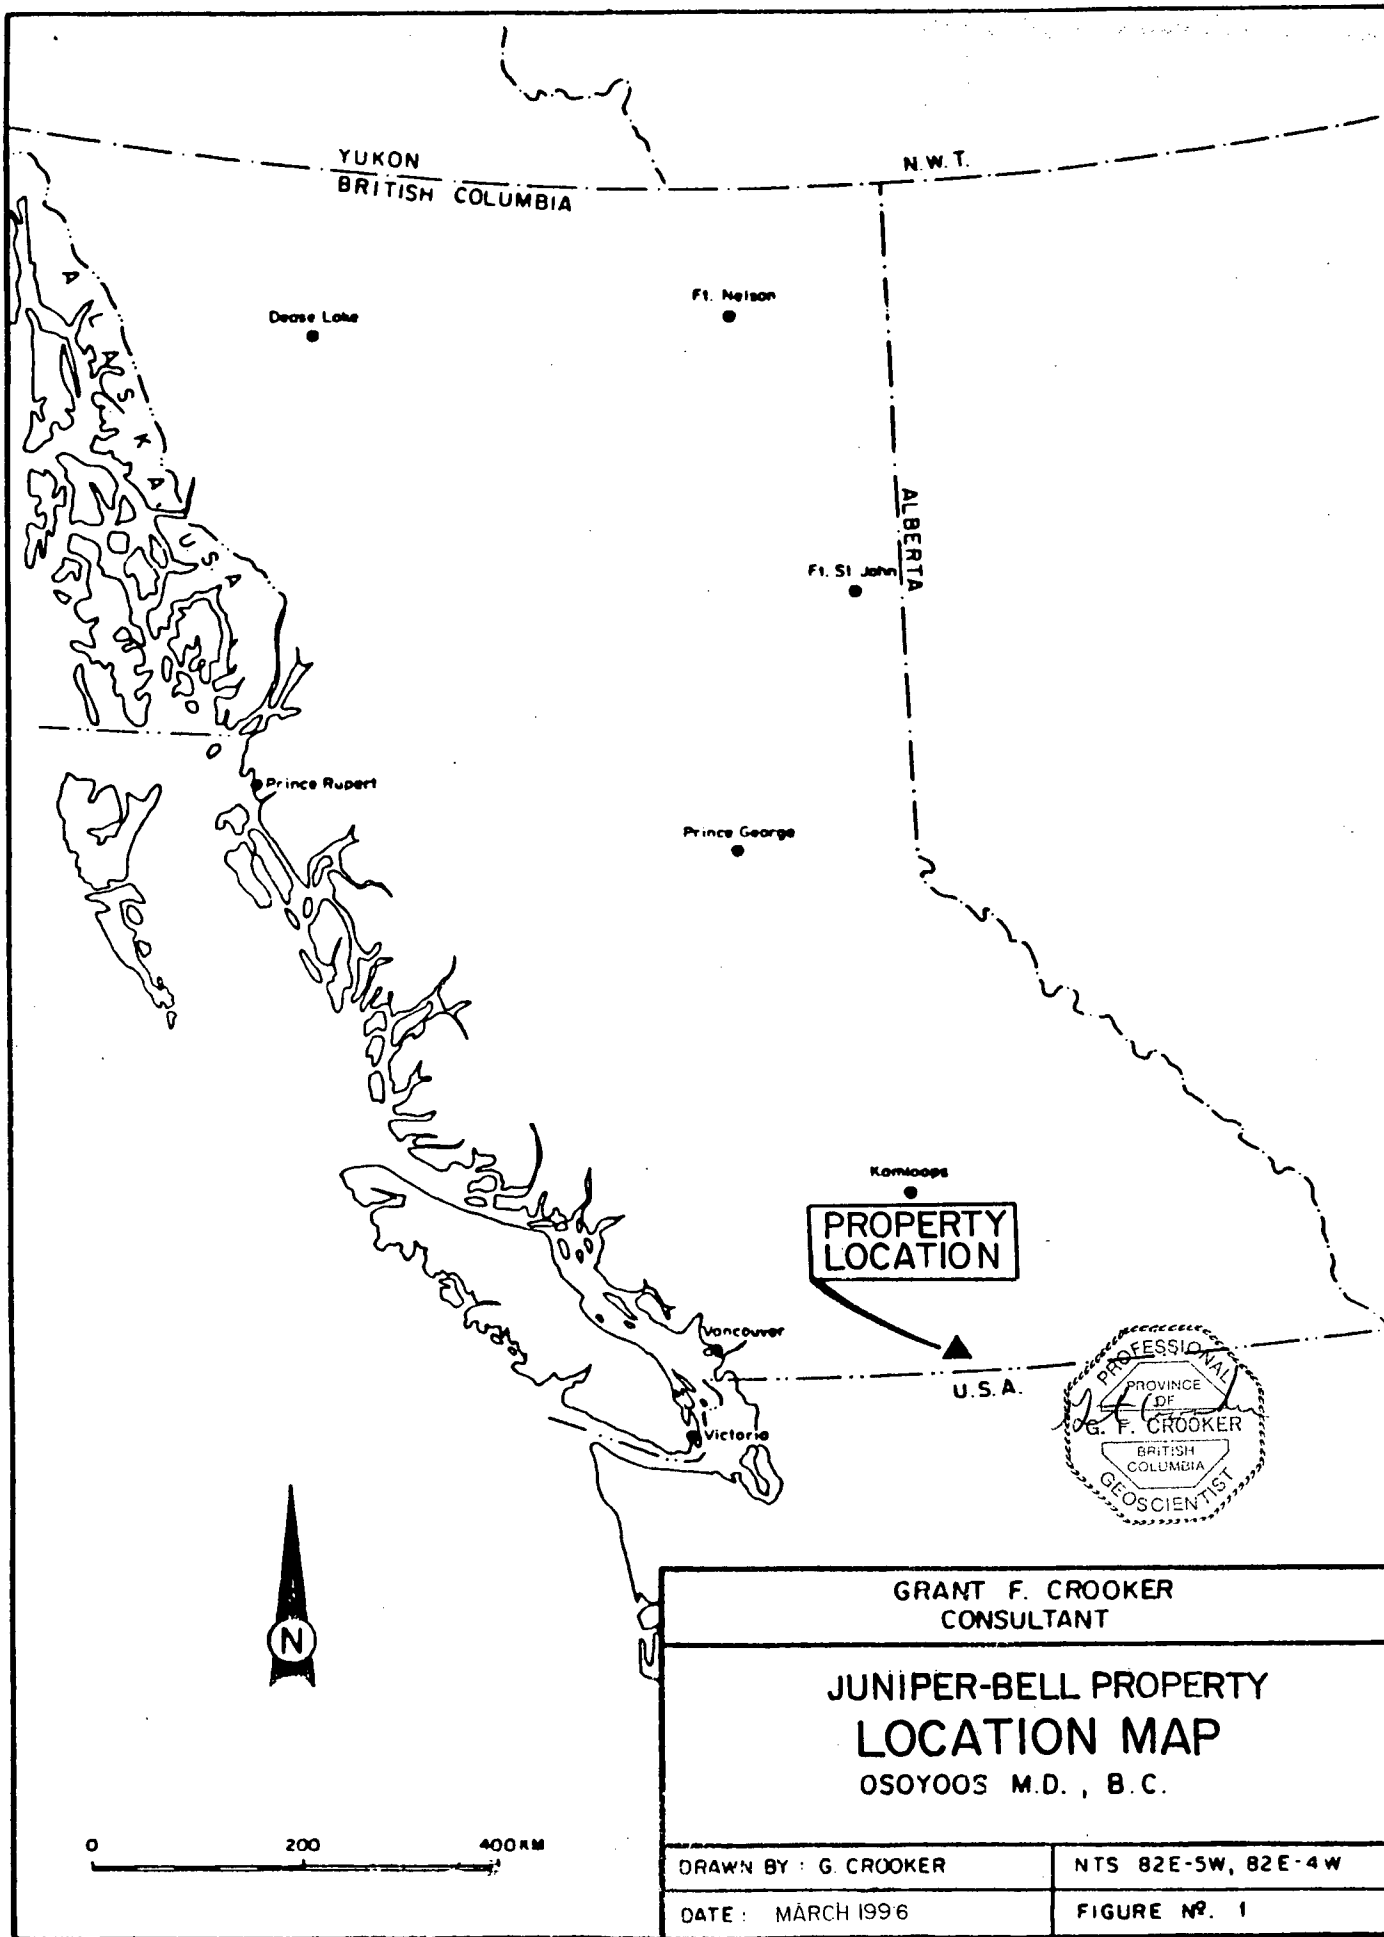 YUKON
BRITISH COLUMBIA
N.W.T.
ALASKA
U.S.A.
Dease Lake
Ft. Nelson
ALBERTA
Ft. St John
Prince Rupert
Prince George
Kamloops
PROPERTY
LOCATION
Vancouver
U.S.A.
Victoria
PROFESSIONAL
PROVINCE
OF
G. F. CROOKER
BRITISH
COLUMBIA
GEOSCIENTIST
N
GRANT F. CROOKER
CONSULTANT
JUNIPER-BELL PROPERTY
LOCATION MAP
OSOYOOS M.D., B.C.
0 200 400 KM
DRAWN BY : G. CROOKER
NTS 82E-5W, 82E-4W
DATE : MARCH 1996
FIGURE Nº. 1